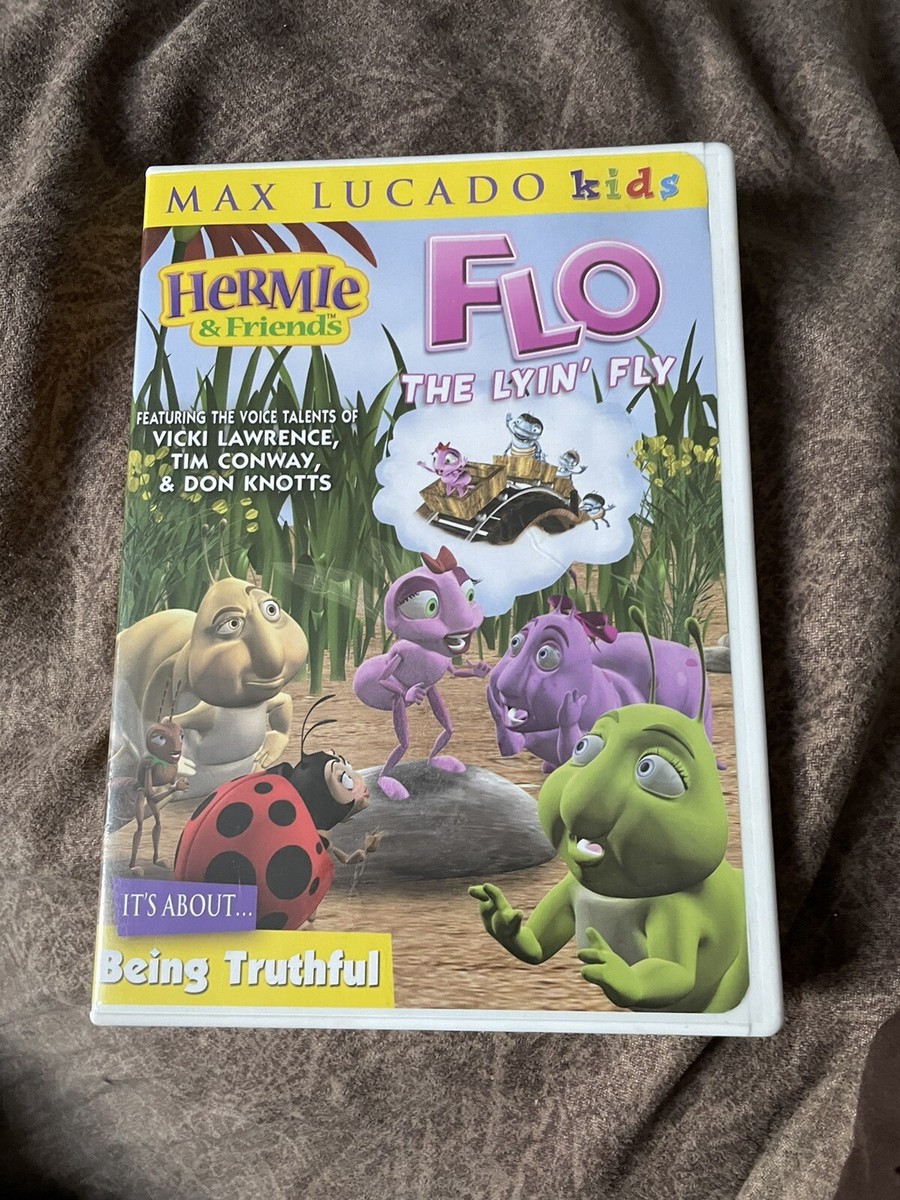 MAX LUCADO kids
HERMIE
& Friends™
FLO
THE LYIN' FLY
FEATURING THE VOICE TALENTS OF
VICKI LAWRENCE,
TIM CONWAY,
& DON KNOTTS
IT'S ABOUT...
Being Truthful